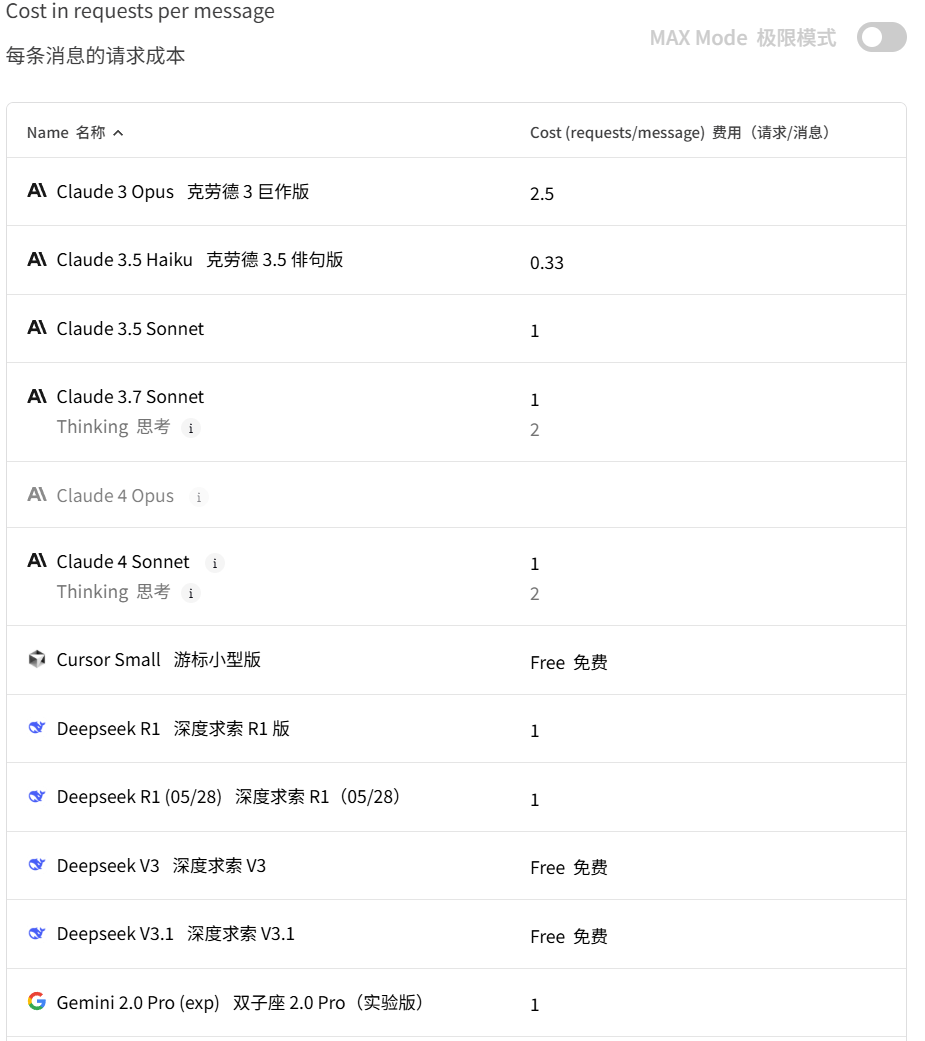 Cost in requests per message
每条消息的请求成本
MAX Mode 极限模式
Name 名称 Cost (requests/message) 费用（请求/消息）
Claude 3 Opus 克劳德 3 巨作版 2.5
Claude 3.5 Haiku 克劳德 3.5 俳句版 0.33
Claude 3.5 Sonnet 1
Claude 3.7 Sonnet 1
Thinking 思考 i 2
Claude 4 Opus i
Claude 4 Sonnet i 1
Thinking 思考 i 2
Cursor Small 游标小型版 Free 免费
Deepseek R1 深度求索 R1 版 1
Deepseek R1 (05/28) 深度求索 R1（05/28） 1
Deepseek V3 深度求索 V3 Free 免费
Deepseek V3.1 深度求索 V3.1 Free 免费
Gemini 2.0 Pro (exp) 双子座 2.0 Pro（实验版） 1